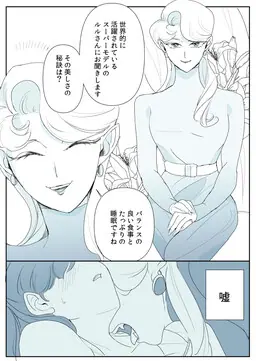 世界的に
活躍されている
スーパーモデルの
ルルさんに
お聞きします
その美しさの
秘訣は？
バランスの
良い食事と
たっぷりの
睡眠ですね
嘘